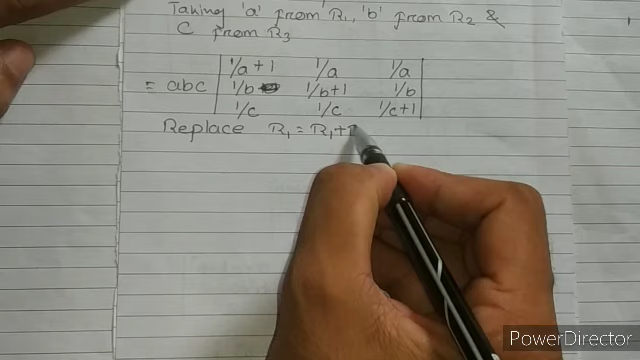 Taking 'a' from R₁, 'b' from R₂ &
C from R₃
= abc | 1/a + 1 1/a 1/a |
| 1/b 1/b+1 1/b |
| 1/c 1/c 1/c+1 |
Replace R₁ = R₁+
PowerDirector